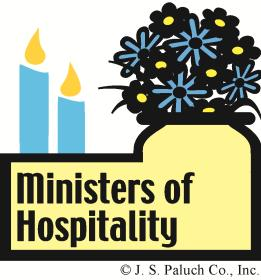 Ministers of
Hospitality
© J. S. Paluch Co., Inc.